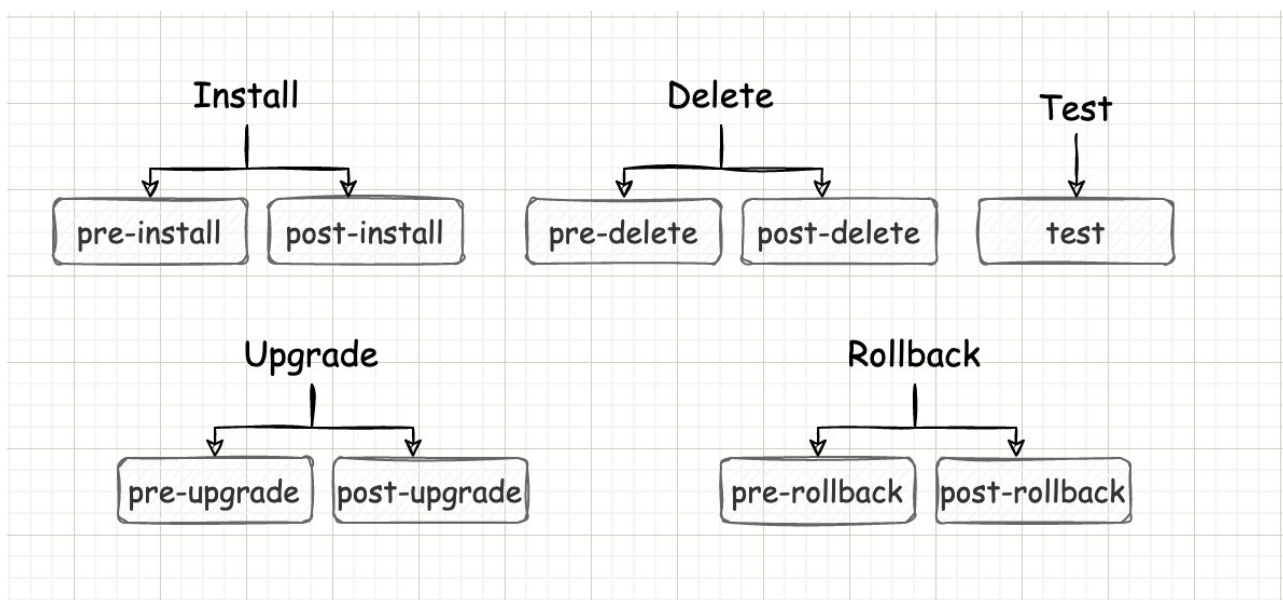 Install
Delete
Test
pre-install
post-install
pre-delete
post-delete
test
Upgrade
Rollback
pre-upgrade
post-upgrade
pre-rollback
post-rollback